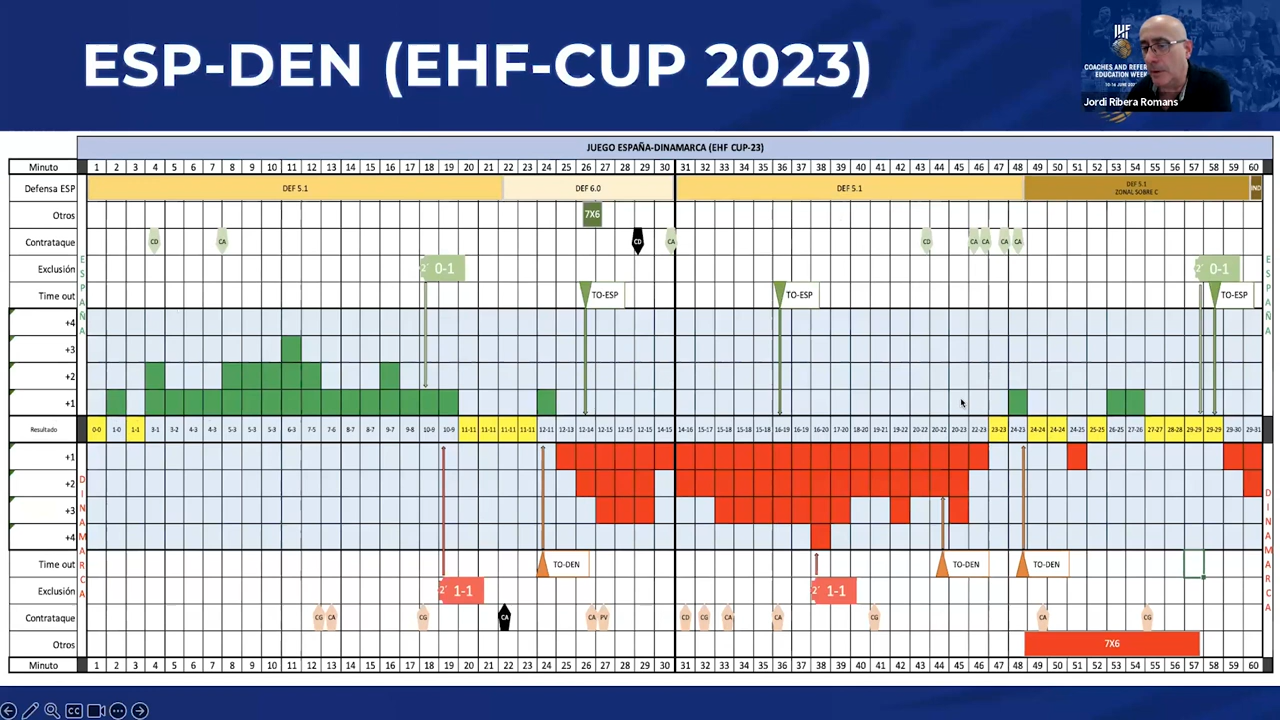 ESP-DEN (EHF-CUP 2023)
IHF
COACHES AND REFER
EDUCATION WEEK
Jordi Ribera Romans
JUEGO ESPAÑA-DINAMARCA (EHF CUP-23)
Minuto 1 2 3 4 5 6 7 8 9 10 11 12 13 14 15 16 17 18 19 20 21 22 23 24 25 26 27 28 29 30 31 32 33 34 35 36 37 38 39 40 41 42 43 44 45 46 47 48 49 50 51 52 53 54 55 56 57 58 59 60
Defensa ESP DEF 5.1 DEF 6.0 DEF 5.1 DEF 5.1 ZONAL SOBRE C IND
Otros 7X6
Contrataque CD CA CD CA CD CA CA CA CA
Exclusión 2´ 0-1 2´ 0-1
Time out TO-ESP TO-ESP TO-ESP
ESPAÑA
ESPAÑA
+4
+3
+2
+1
Resultado 0-0 1-0 1-1 3-1 3-2 4-3 4-3 5-3 6-4 6-4 6-3 7-5 7-6 8-7 8-7 9-7 9-8 10-9 10-9 11-11 11-11 11-11 11-11 12-11 12-13 12-14 12-15 12-15 12-15 14-15 14-16 15-17 15-17 15-18 15-18 16-19 16-19 16-20 17-20 18-20 19-21 19-22 20-22 20-22 20-23 22-23 23-23 24-23 24-24 24-24 24-25 25-25 26-25 27-26 27-27 28-28 29-29 29-29 29-30 29-31
+1
+2
+3
+4
DINAMARCA
DINAMARCA
Time out TO-DEN TO-DEN TO-DEN
Exclusión 2´ 1-1 2´ 1-1
Contrataque CG CA CG CA CA PV CD CG CA CA CG CA CG
Otros 7X6
Minuto 1 2 3 4 5 6 7 8 9 10 11 12 13 14 15 16 17 18 19 20 21 22 23 24 25 26 27 28 29 30 31 32 33 34 35 36 37 38 39 40 41 42 43 44 45 46 47 48 49 50 51 52 53 54 55 56 57 58 59 60
CC